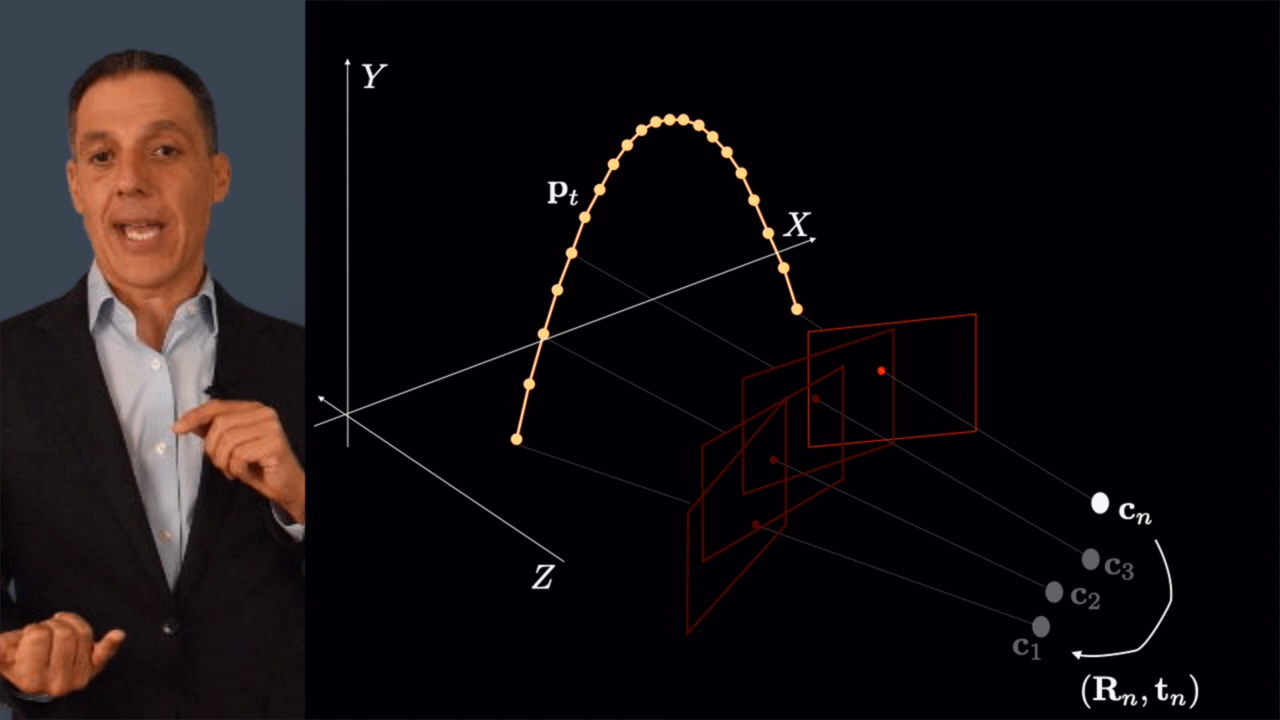 Y
p_t
X
Z
c_n
c_3
c_2
c_1
(R_n, t_n)